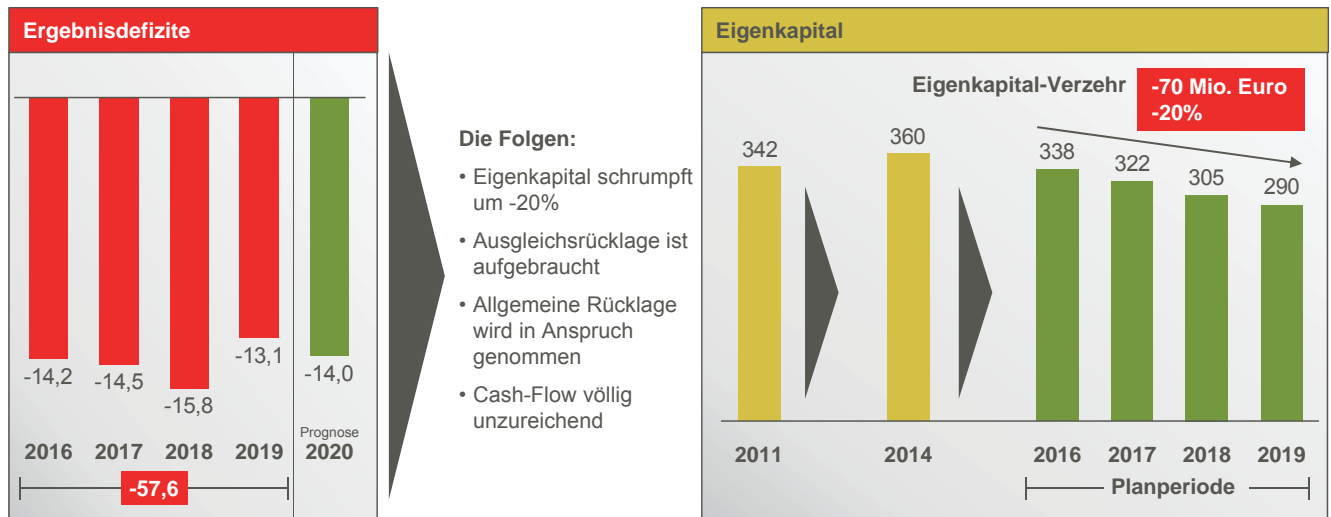 Ergebnisdefizite
-14,2
-14,5
-15,8
-13,1
-14,0
Prognose
2016 2017 2018 2019 2020
-57,6
Die Folgen:
• Eigenkapital schrumpft
um -20%
• Ausgleichsrücklage ist
aufgebraucht
• Allgemeine Rücklage
wird in Anspruch
genommen
• Cash-Flow völlig
unzureichend
Eigenkapital
Eigenkapital-Verzehr
-70 Mio. Euro
-20%
342
360
338
322
305
290
2011 2014 2016 2017 2018 2019
Planperiode